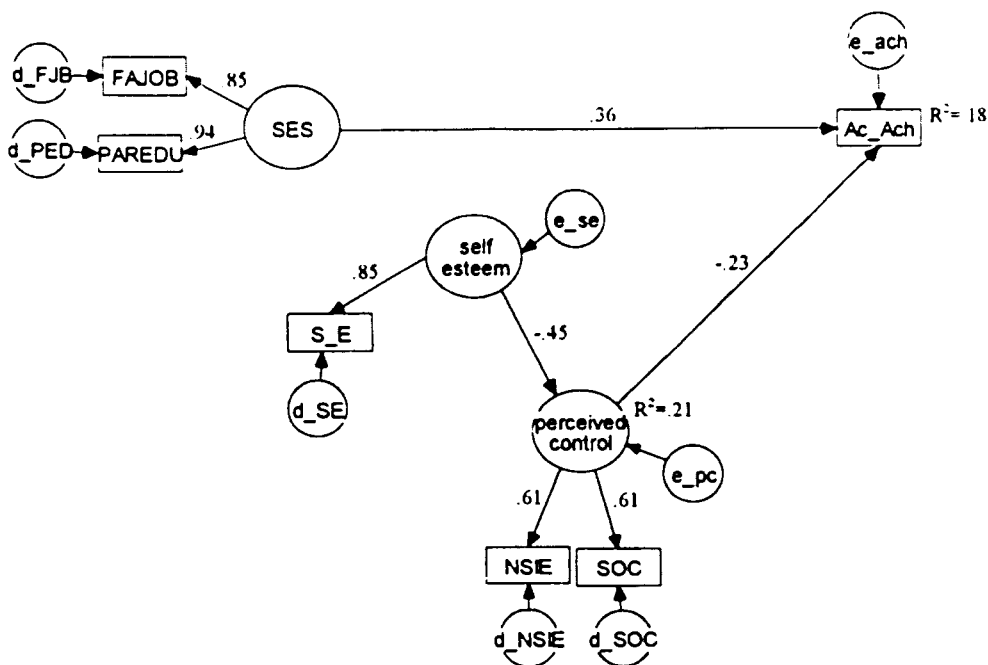 e_ach
d_FJB
FAJOB
85
SES
.36
Ac_Ach
R²= 18
d_PED
PAREDU
.94
e_se
self
esteem
.85
-.23
S_E
-.45
d_SE
perceived
control
R²=.21
e_pc
.61
.61
NSIE
SOC
d_NSIE
d_SOC